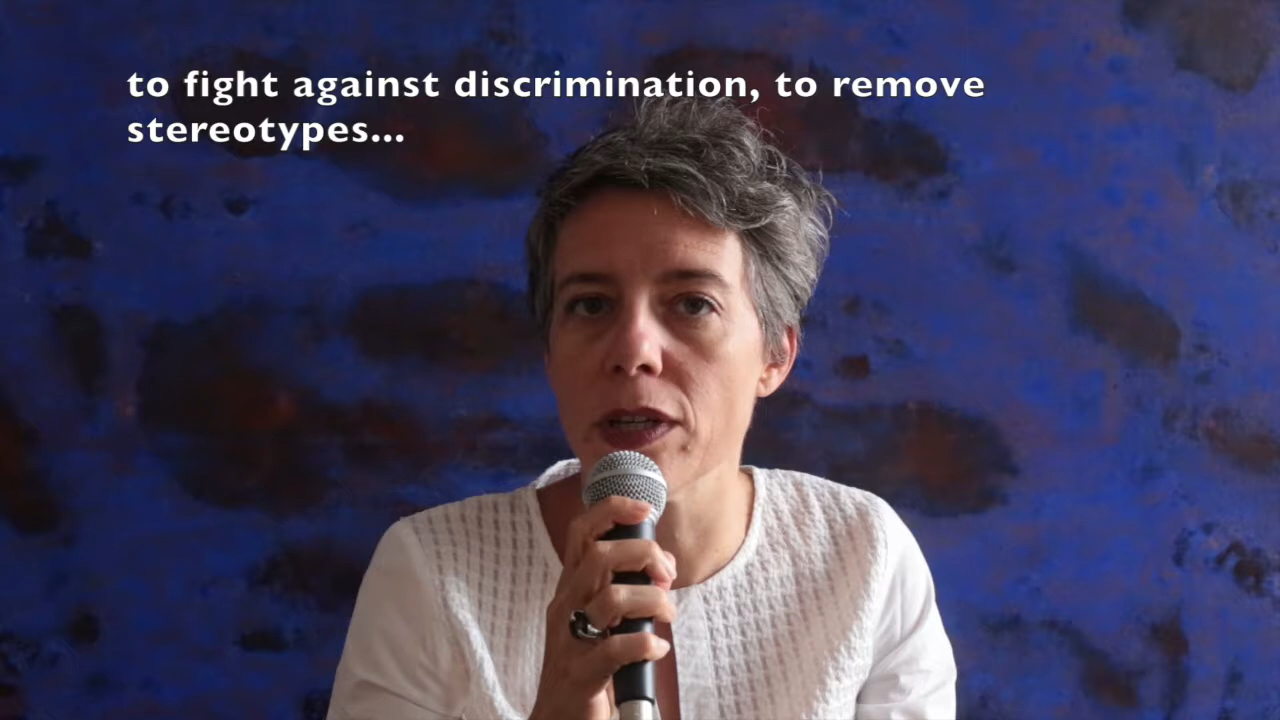 to fight against discrimination, to remove
stereotypes...